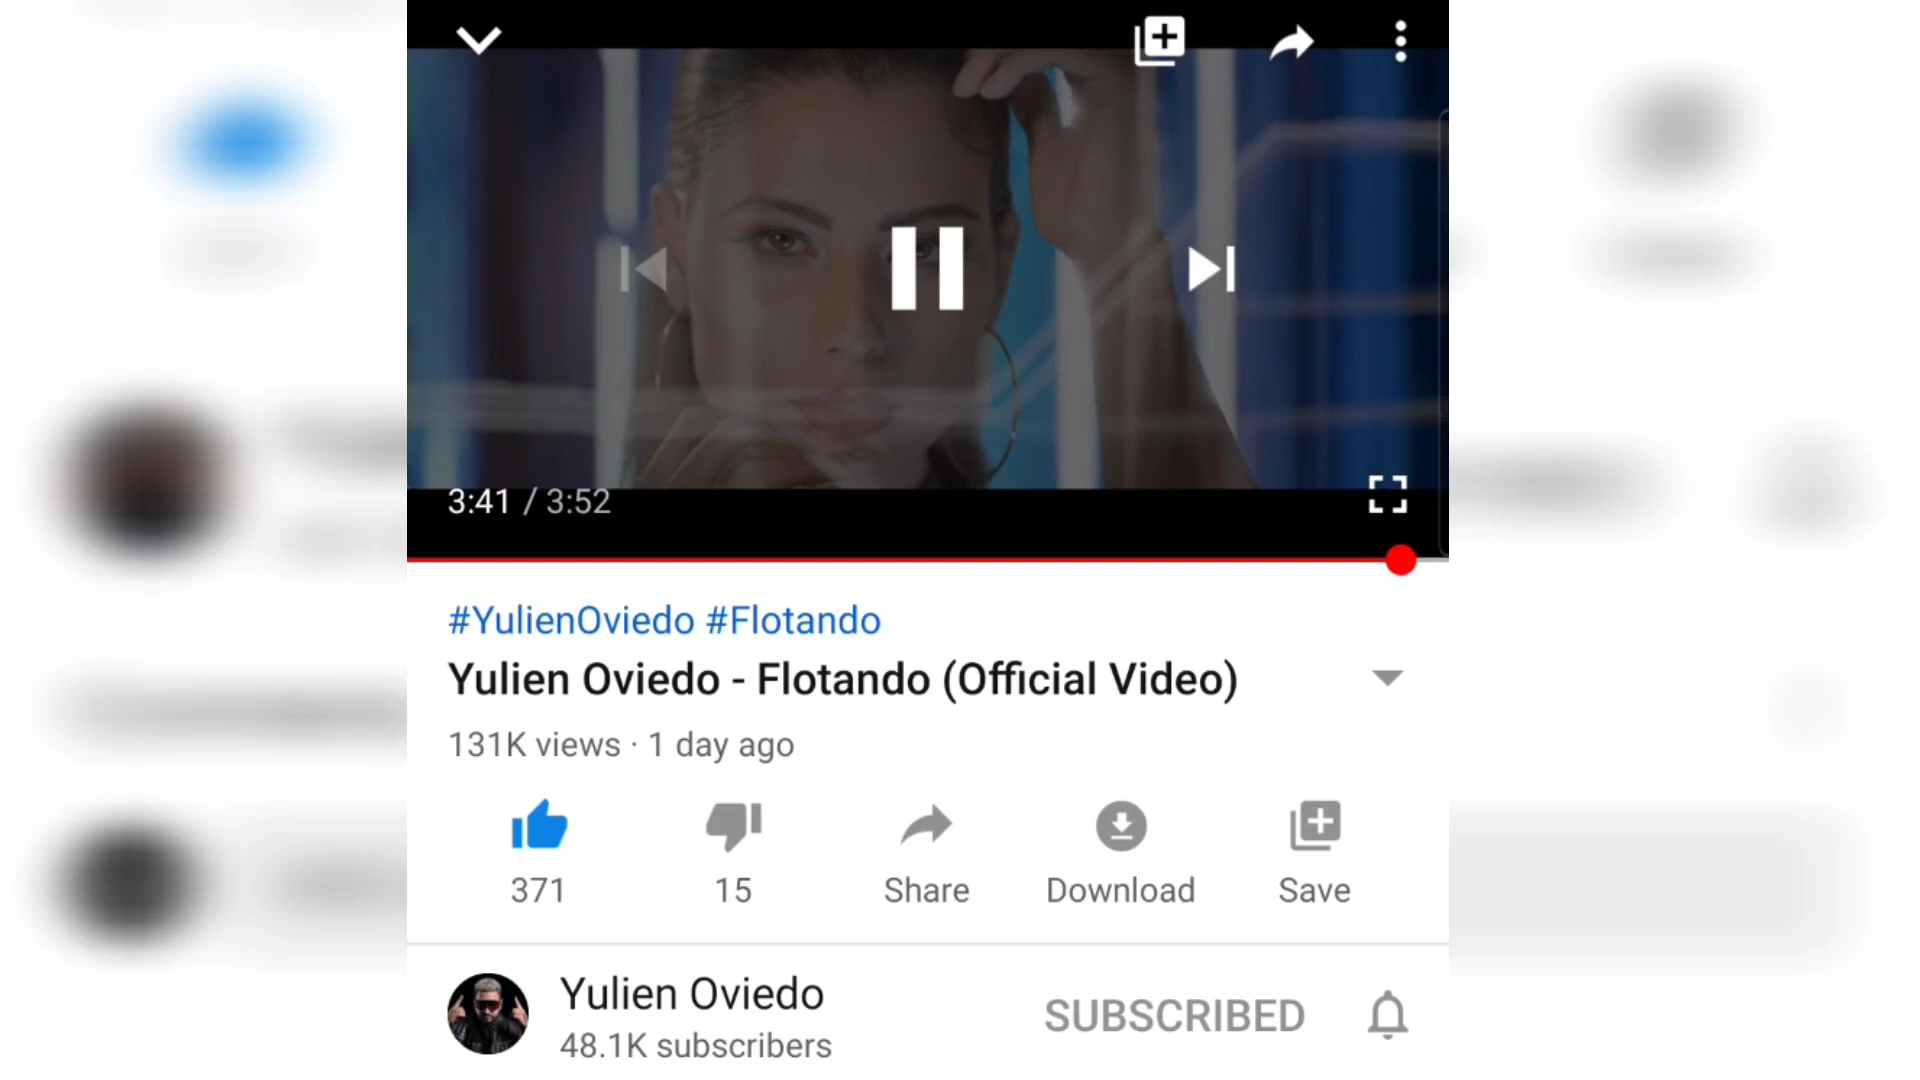 3:41 / 3:52
#YulienOviedo #Flotando
Yulien Oviedo - Flotando (Official Video)
131K views · 1 day ago
371
15
Share
Download
Save
Yulien Oviedo
48.1K subscribers
SUBSCRIBED